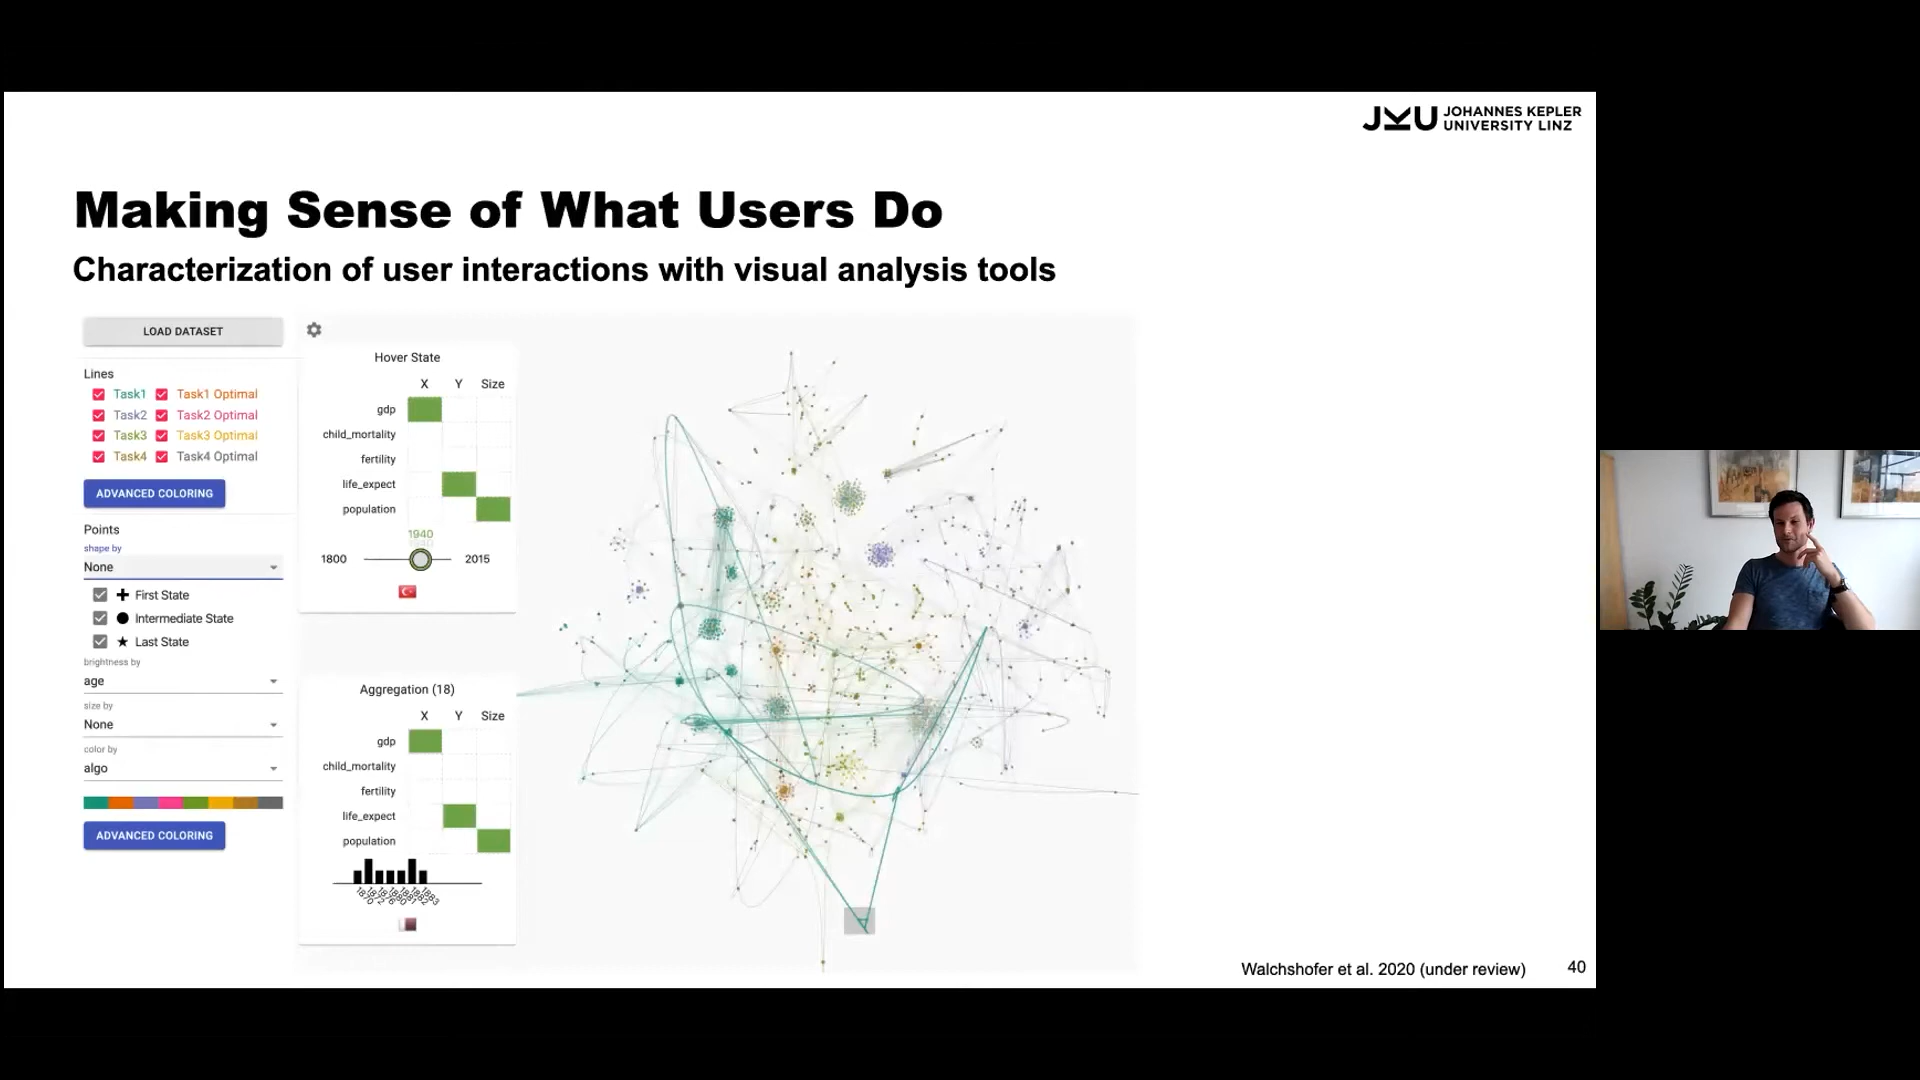 JKU JOHANNES KEPLER
UNIVERSITY LINZ
Making Sense of What Users Do
Characterization of user interactions with visual analysis tools
LOAD DATASET
Lines
Task1 Task1 Optimal
Task2 Task2 Optimal
Task3 Task3 Optimal
Task4 Task4 Optimal
ADVANCED COLORING
Points
shape by
None
First State
Intermediate State
Last State
brightness by
age
size by
None
color by
algo
ADVANCED COLORING
Hover State
X Y Size
gdp
child_mortality
fertility
life_expect
population
1940
1800 2015
Aggregation (18)
X Y Size
gdp
child_mortality
fertility
life_expect
population
1870
1872
1883
Walchshofer et al. 2020 (under review)
40